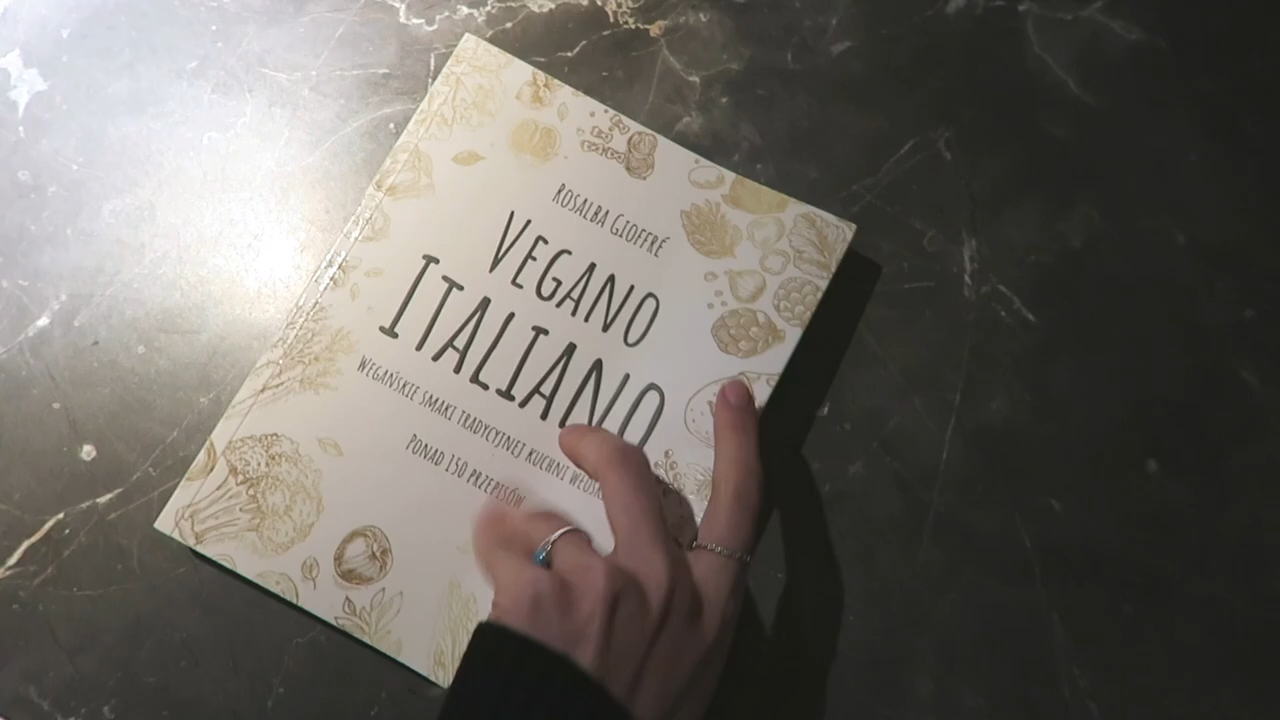 Rosalba Gioffré
VEGANO
ITALIANO
Wegańskie smaki tradycyjnej kuchni
Ponad 150 przepisów